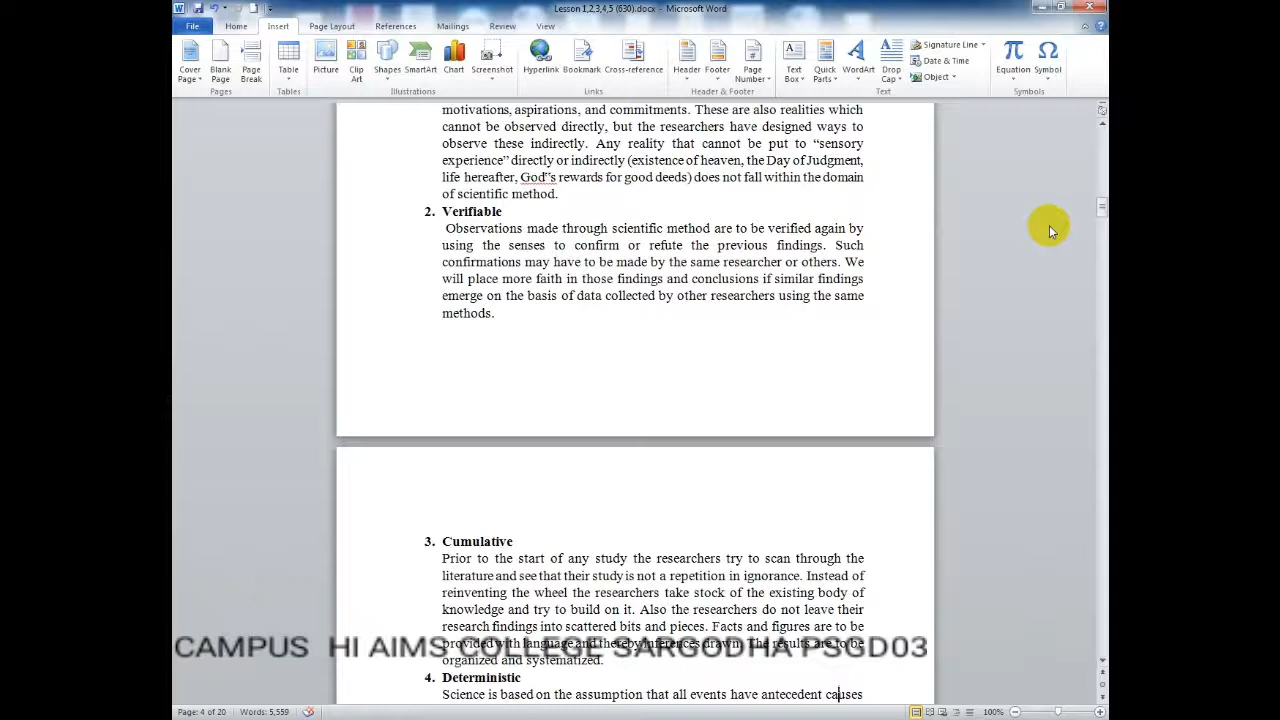 Lesson 1,2,3,4,5 (630).docx - Microsoft Word
File Home Insert Page Layout References Mailings Review View
Cover Page Blank Page Page Break Table Picture Clip Art Shapes SmartArt Chart Screenshot Hyperlink Bookmark Cross-reference Header Footer Page Number Text Box Quick Parts WordArt Drop Cap Signature Line Date & Time Object Equation Symbol
Pages Tables Illustrations Links Header & Footer Text Symbols
motivations, aspirations, and commitments. These are also realities which
cannot be observed directly, but the researchers have designed ways to
observe these indirectly. Any reality that cannot be put to “sensory
experience” directly or indirectly (existence of heaven, the Day of Judgment,
life hereafter, God‟s rewards for good deeds) does not fall within the domain
of scientific method.
2. Verifiable
Observations made through scientific method are to be verified again by
using the senses to confirm or refute the previous findings. Such
confirmations may have to be made by the same researcher or others. We
will place more faith in those findings and conclusions if similar findings
emerge on the basis of data collected by other researchers using the same
methods.
3. Cumulative
Prior to the start of any study the researchers try to scan through the
literature and see that their study is not a repetition in ignorance. Instead of
reinventing the wheel the researchers take stock of the existing body of
knowledge and try to build on it. Also the researchers do not leave their
research findings into scattered bits and pieces. Facts and figures are to be
provided with language and thereby inferences drawn. The results are to be
CAMPUS HI AIMS COLLEGE SARGODHA PSGD03
organized and systematized.
4. Deterministic
Science is based on the assumption that all events have antecedent causes
Page: 4 of 20 Words: 5,559 100%